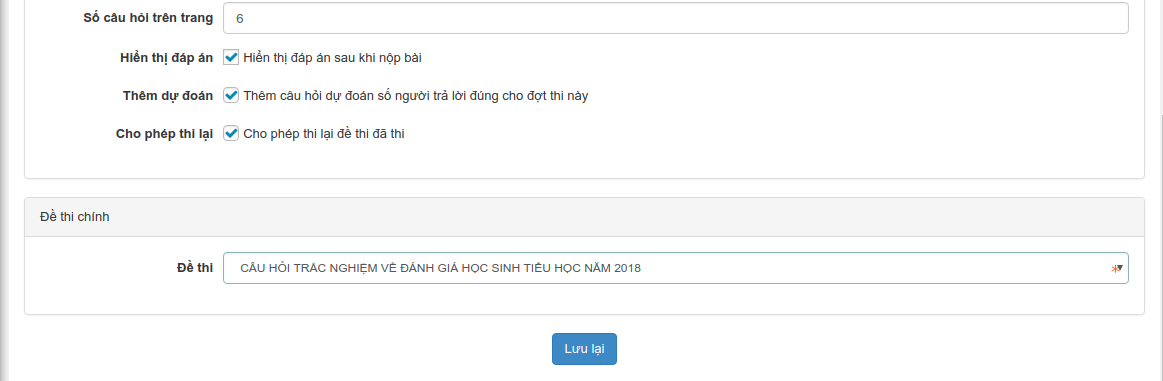 Số câu hỏi trên trang 6
Hiển thị đáp án Hiển thị đáp án sau khi nộp bài
Thêm dự đoán Thêm câu hỏi dự đoán số người trả lời đúng cho đợt thi này
Cho phép thi lại Cho phép thi lại đề thi đã thi
Đề thi chính
Đề thi CÂU HỎI TRẮC NGHIỆM VỀ ĐÁNH GIÁ HỌC SINH TIỂU HỌC NĂM 2018
Lưu lại